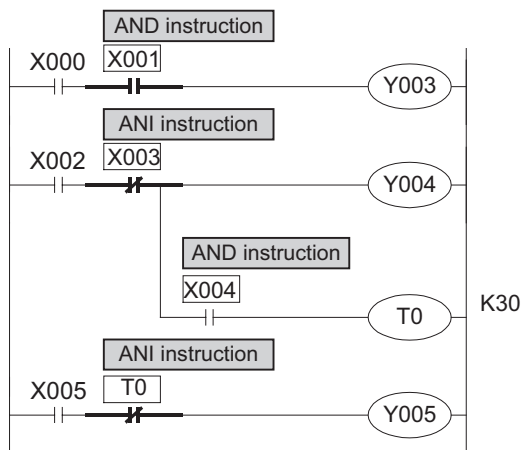 AND instruction
X000 X001 Y003
ANI instruction
X002 X003 Y004
AND instruction
X004
T0 K30
ANI instruction
X005 T0 Y005